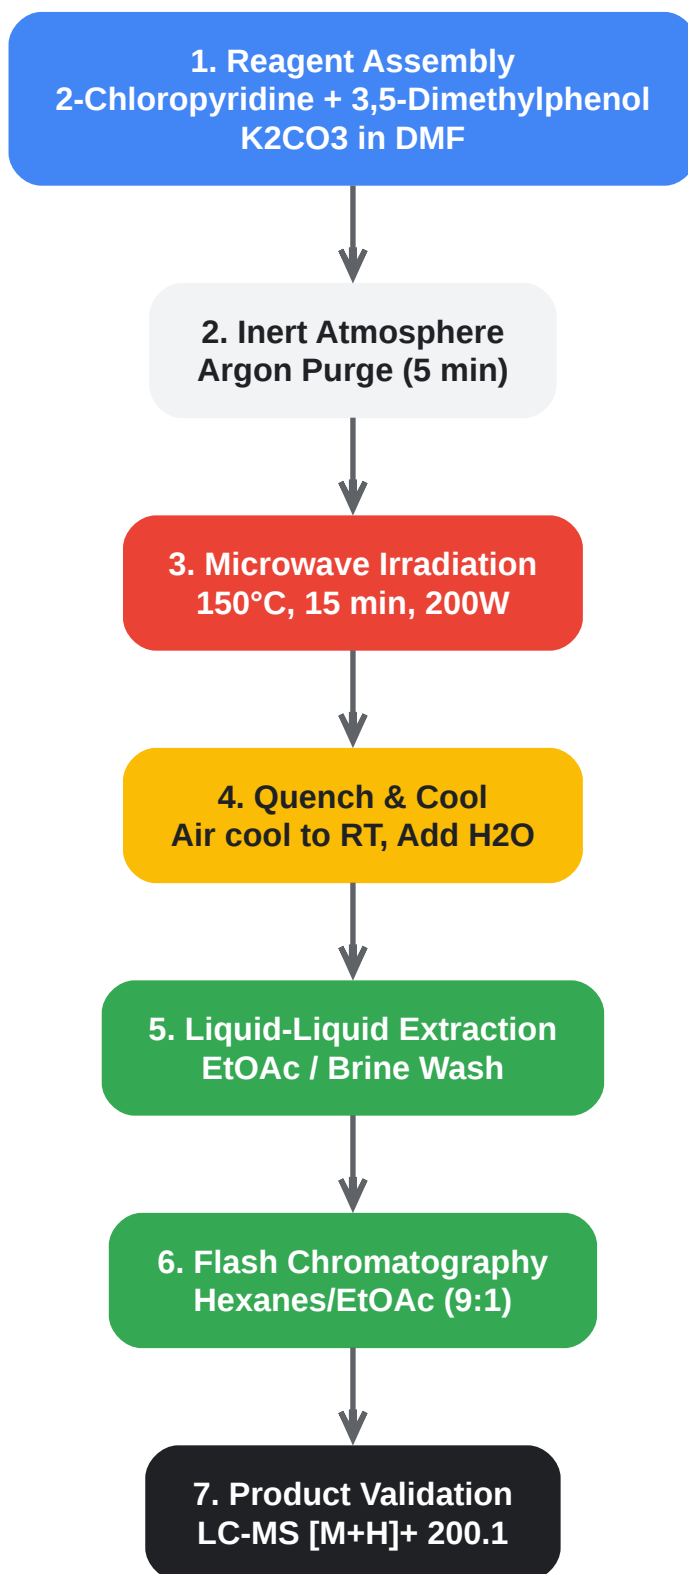 1. Reagent Assembly
2-Chloropyridine + 3,5-Dimethylphenol
K2CO3 in DMF
2. Inert Atmosphere
Argon Purge (5 min)
3. Microwave Irradiation
150°C, 15 min, 200W
4. Quench & Cool
Air cool to RT, Add H2O
5. Liquid-Liquid Extraction
EtOAc / Brine Wash
6. Flash Chromatography
Hexanes/EtOAc (9:1)
7. Product Validation
LC-MS [M+H]+ 200.1